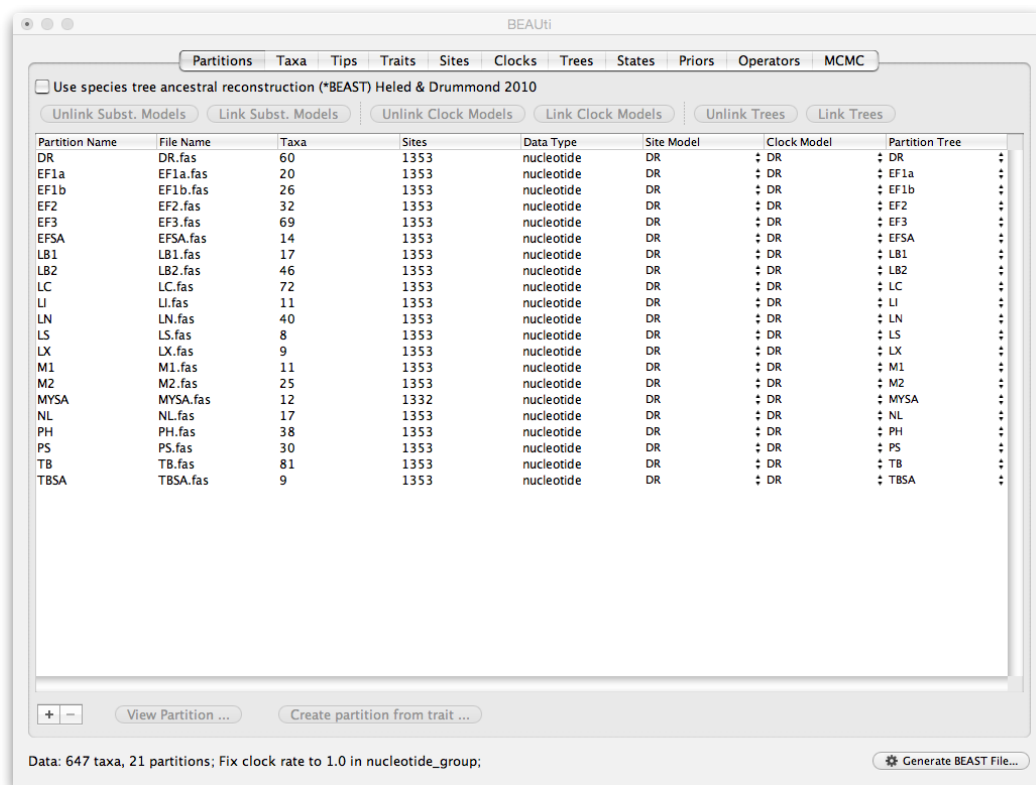 BEAUti
Partitions Taxa Tips Traits Sites Clocks Trees States Priors Operators MCMC
Use species tree ancestral reconstruction (*BEAST) Heled & Drummond 2010
Unlink Subst. Models Link Subst. Models Unlink Clock Models Link Clock Models Unlink Trees Link Trees
Partition Name File Name Taxa Sites Data Type Site Model Clock Model Partition Tree
DR DR.fas 60 1353 nucleotide DR DR DR
EF1a EF1a.fas 20 1353 nucleotide DR DR EF1a
EF1b EF1b.fas 26 1353 nucleotide DR DR EF1b
EF2 EF2.fas 32 1353 nucleotide DR DR EF2
EF3 EF3.fas 69 1353 nucleotide DR DR EF3
EFSA EFSA.fas 14 1353 nucleotide DR DR EFSA
LB1 LB1.fas 17 1353 nucleotide DR DR LB1
LB2 LB2.fas 46 1353 nucleotide DR DR LB2
LC LC.fas 72 1353 nucleotide DR DR LC
LI LI.fas 11 1353 nucleotide DR DR LI
LN LN.fas 40 1353 nucleotide DR DR LN
LS LS.fas 8 1353 nucleotide DR DR LS
LX LX.fas 9 1353 nucleotide DR DR LX
M1 M1.fas 11 1353 nucleotide DR DR M1
M2 M2.fas 25 1353 nucleotide DR DR M2
MYSA MYSA.fas 12 1332 nucleotide DR DR MYSA
NL NL.fas 17 1353 nucleotide DR DR NL
PH PH.fas 38 1353 nucleotide DR DR PH
PS PS.fas 30 1353 nucleotide DR DR PS
TB TB.fas 81 1353 nucleotide DR DR TB
TBSA TBSA.fas 9 1353 nucleotide DR DR TBSA
+ − View Partition ... Create partition from trait ...
Data: 647 taxa, 21 partitions; Fix clock rate to 1.0 in nucleotide_group; Generate BEAST File...